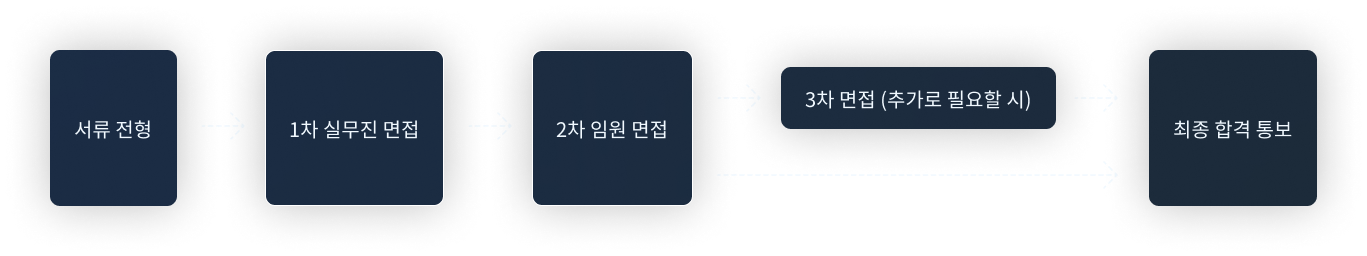 서류 전형
1차 실무진 면접
2차 임원 면접
3차 면접 (추가로 필요할 시)
최종 합격 통보